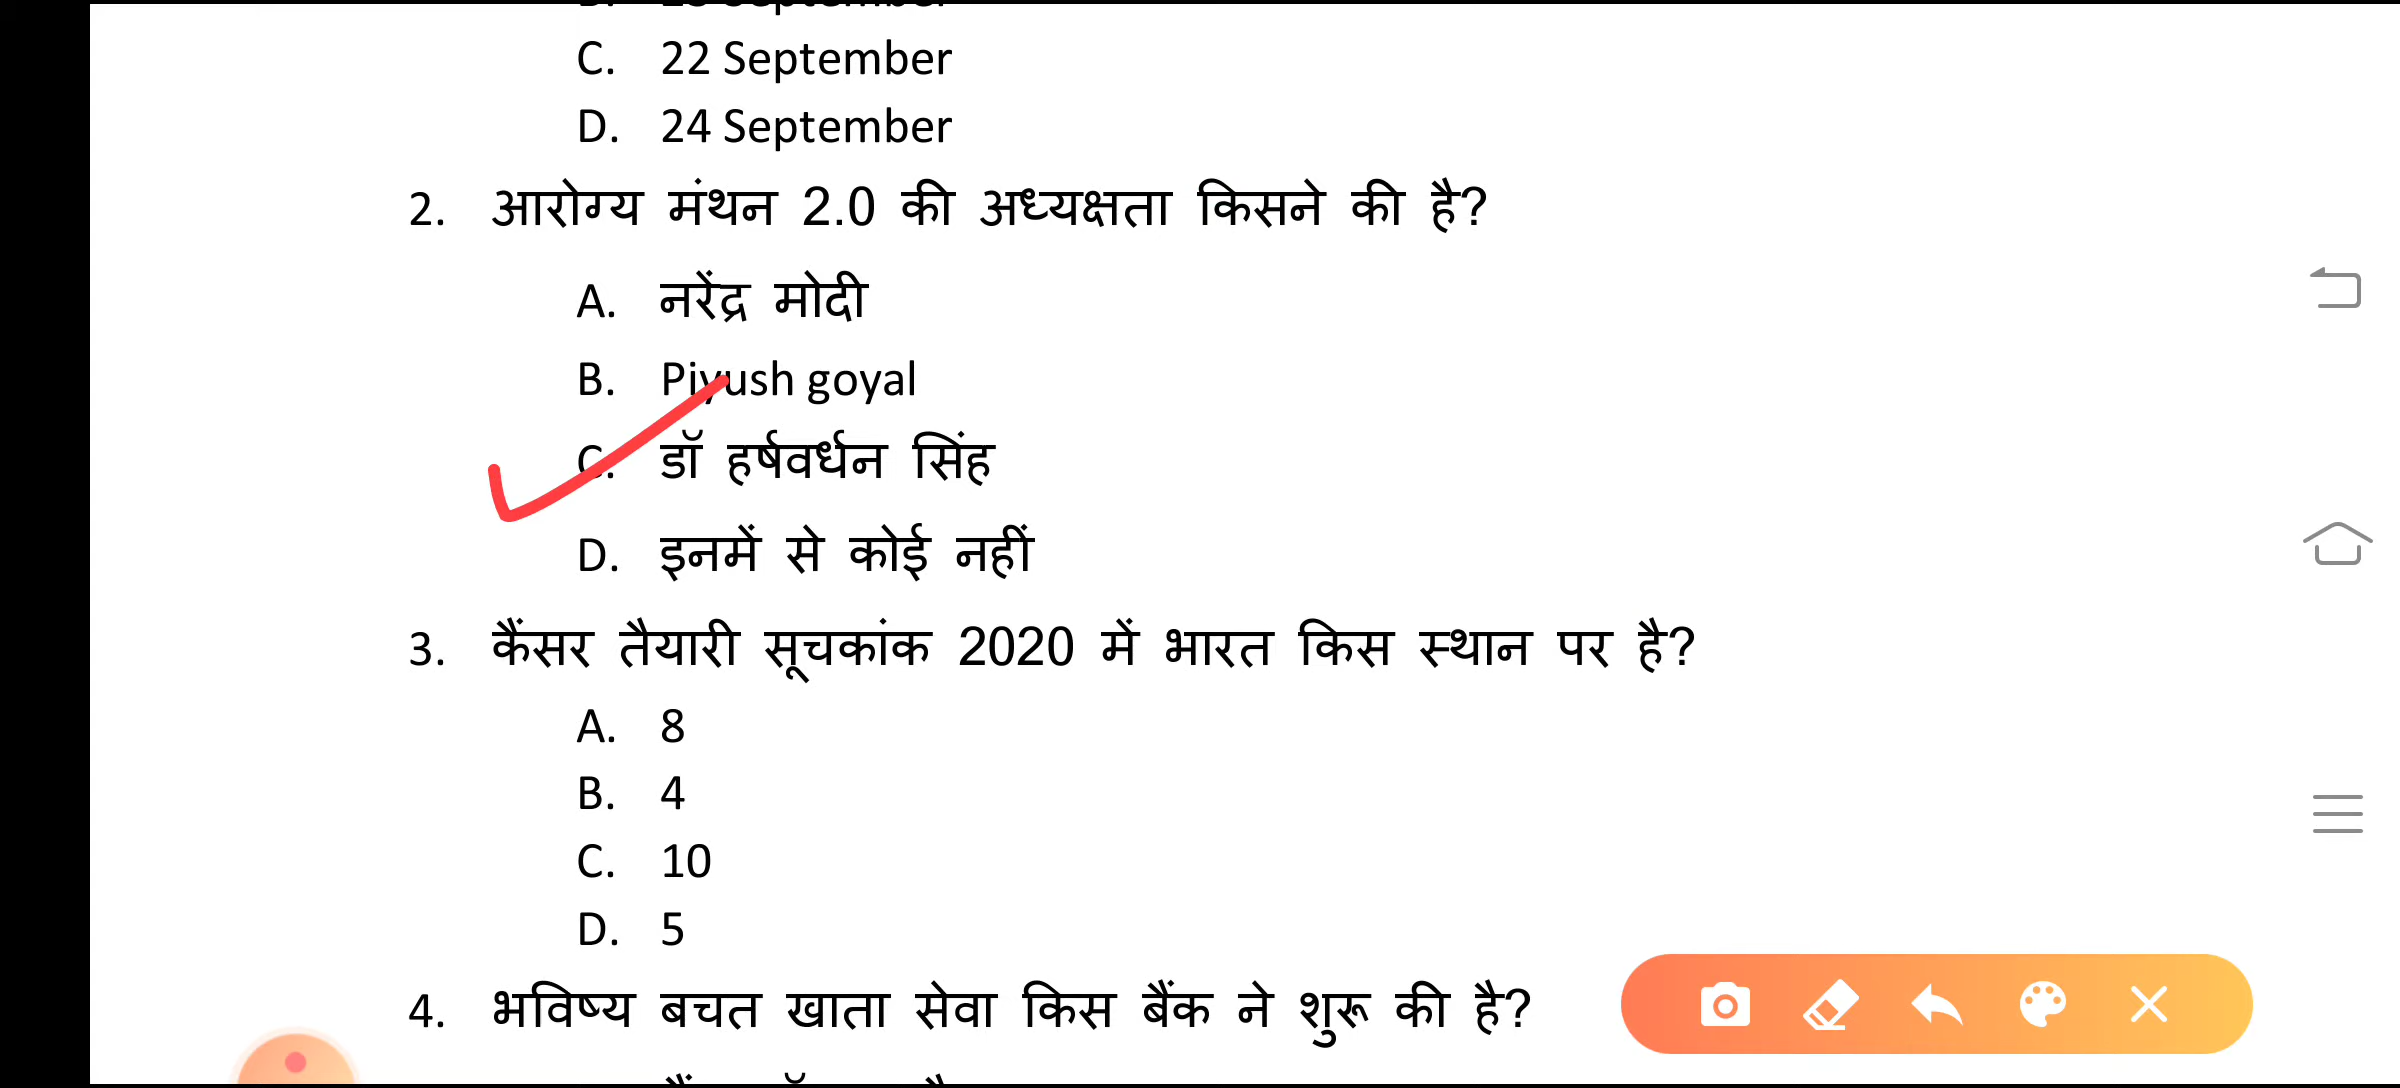 C. 22 September
D. 24 September
2. आरोग्य मंथन 2.0 की अध्यक्षता किसने की है?
A. नरेंद्र मोदी
B. Piyush goyal
C. डॉ हर्षवर्धन सिंह
D. इनमें से कोई नहीं
3. कैंसर तैयारी सूचकांक 2020 में भारत किस स्थान पर है?
A. 8
B. 4
C. 10
D. 5
4. भविष्य बचत खाता सेवा किस बैंक ने शुरू की है?